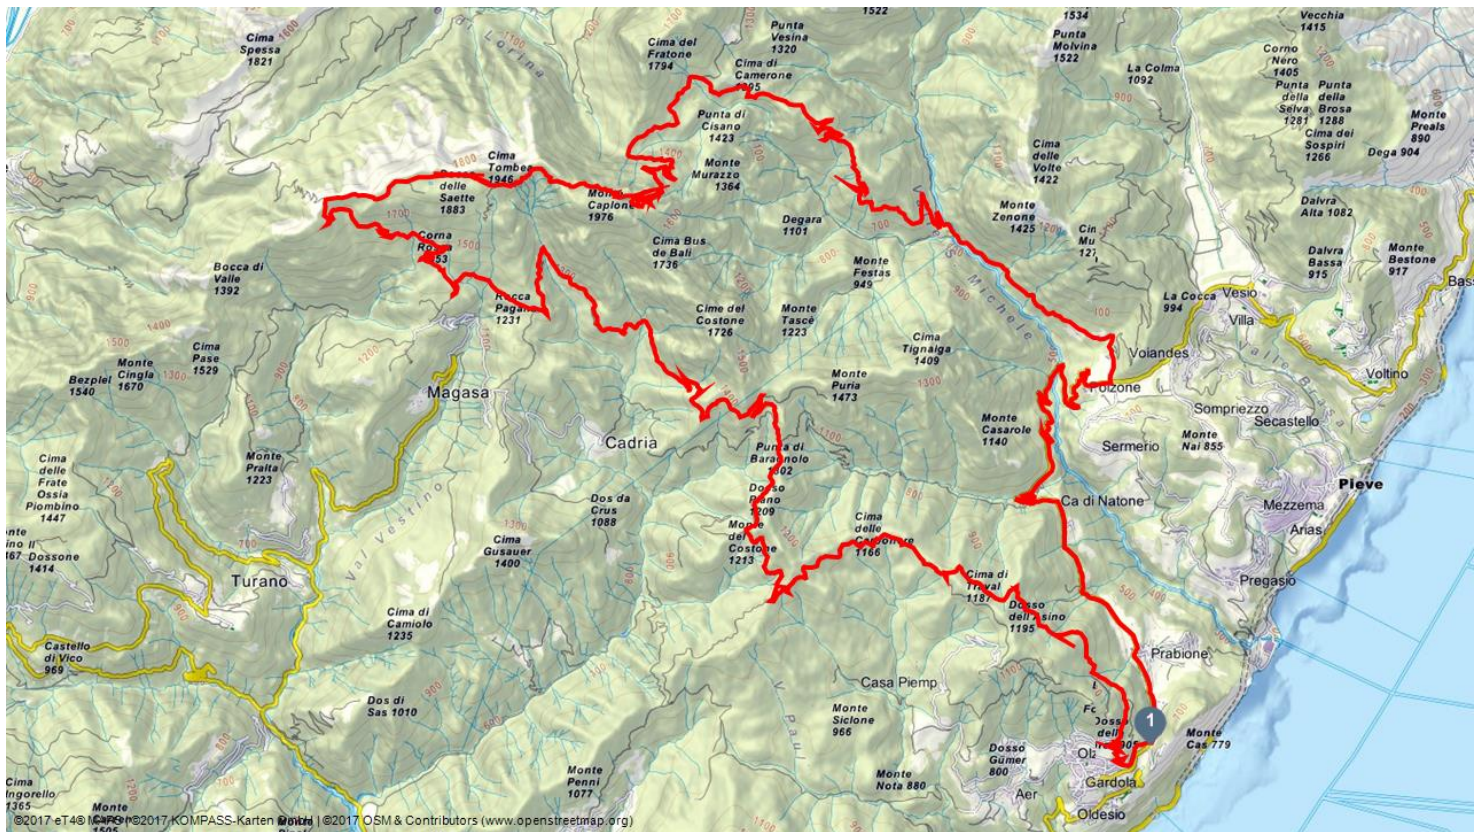 1522
Cima
Spessa
1821
Lorina
Cima del
Fratone
1794
Punta
Vesina
1320
Cima di
Camerone
1295
1534
Punta
Molvina
1522
La Colma
1092
Vecchia
1415
Corno
Nero
1405
Punta
della
Selva
1281
Punta
della
Brosa
1288
Cima dei
Sospiri
1266
Monte
Preals
890
Dega 904
Punta di
Cisano
1423
Monte
Murazzo
1364
Cima
delle
Volte
1422
Cima
Tombea
1946
delle
Saette
1883
Monte
Caplone
1976
Degara
1101
Monte
Zenone
1425
Dalvra
Alta 1082
Dalvra
Bassa
915
Monte
Bestone
917
Bocca di
Valle
1392
Corna
Cima Bus
de Bali
1736
Monte
Festas
949
S. Michele
La Cocca
994
Vesio
Villa
Rocca
Pagana
1231
Cime del
Costone
1726
Monte
Tascè
1223
Cima
Tignalga
1409
Voiandes
Voltino
Polzone
Cima
Pase
1529
Monte
Cingla
1670
Bezplel
1540
Magasa
Monte
Puria
1473
Sompriezzo
Secastello
Monte
Casarole
1140
Sermerio
Monte
Nai 855
Cadria
Punta di
Baragnolo
1302
Cima
delle
Frate
Ossia
Piombino
1447
Monte
Pralta
1223
Val Vestino
Dos da
Crus
1088
Dosso
Piano
1209
Monte
del
Costone
1213
Cima
delle
Carbonere
1166
Ca di Natone
Pieve
Mezzema
Arias
Dossone
1414
Turano
Cima
Gusauer
1400
Cima di
Traval
1187
Dosso
dell'Asino
1195
Pregasio
Cima di
Camiolo
1235
Castello
di Vico
969
Prabione
Casa Piemp
Dos di
Sas 1010
Monte
Siclone
966
1
Monte
Cas 779
Dosso
Gümer
800
Gardola
Monte
Penni
1077
Monte
Nota 880
Aer
Oldesio
Cima
Ingorello
1365
©2017 KOMPASS-Karten GmbH | ©2017 OSM & Contributors (www.openstreetmap.org)